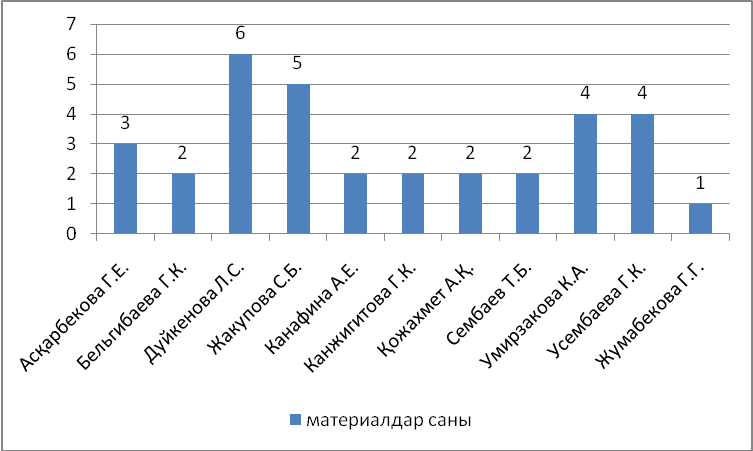 7
6
5
4
3
2
1
0
3
2
6
5
2
2
2
2
4
4
1
Асқарбекова Г.Е.
Бельгибаева Г.К.
Дуйкенова Л.С.
Жакупова С.Б.
Канафина А.Е.
Канжигитова Г.К.
Қожахмет А.Қ.
Сембаев Т.Б.
Умирзакова К.А.
Усембаева Г.К.
Жумабекова Г.Г.
материалдар саны